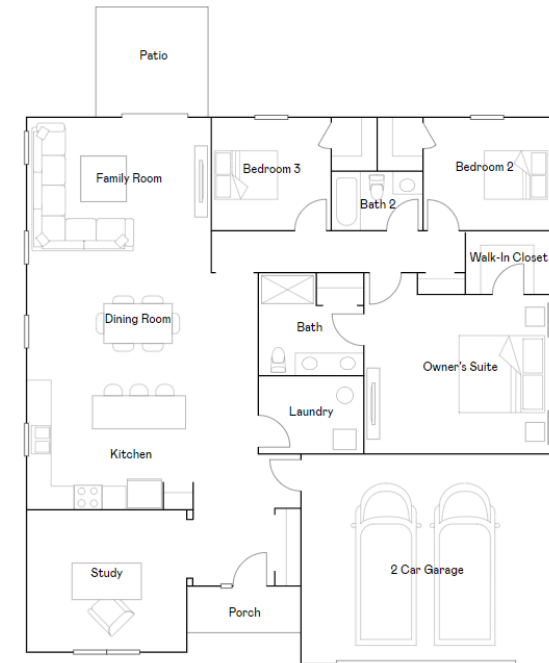 Patio
Family Room
Bedroom 3
Bedroom 2
Bath 2
Walk-In Closet
Dining Room
Bath
Owner's Suite
Laundry
Kitchen
Study
2 Car Garage
Porch